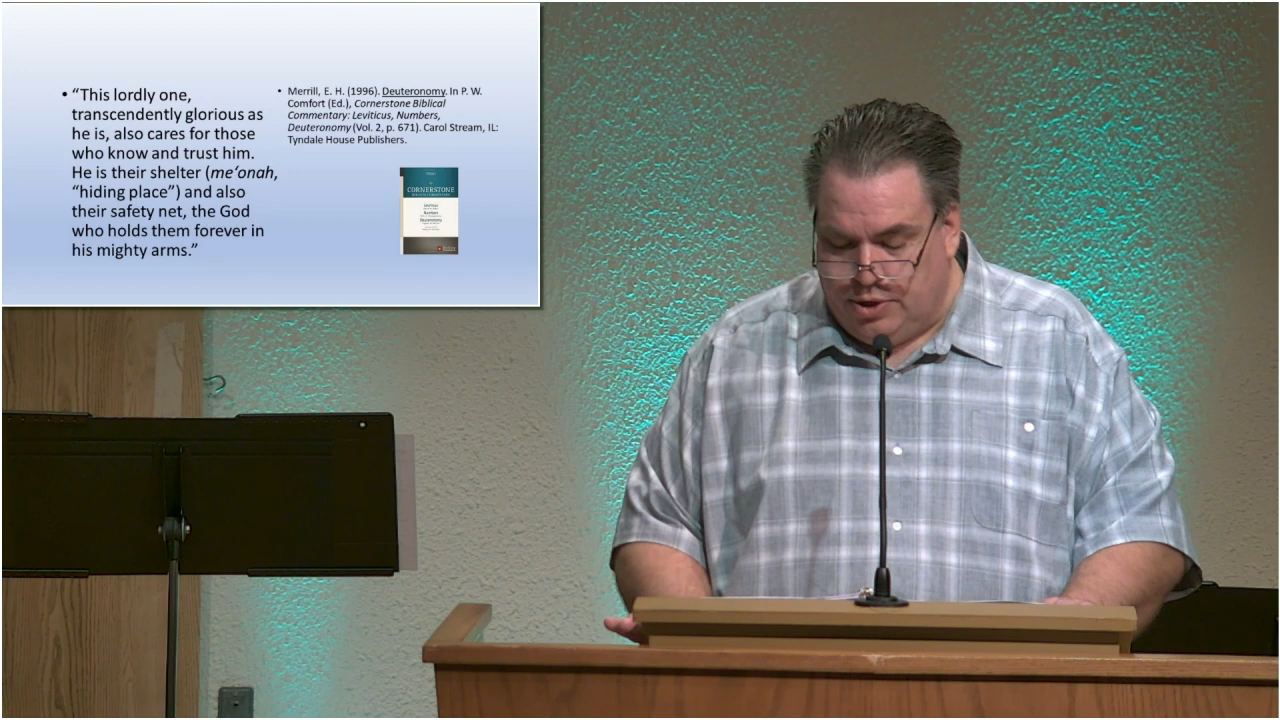 • “This lordly one,
transcendently glorious as
he is, also cares for those
who know and trust him.
He is their shelter (me‘onah,
“hiding place”) and also
their safety net, the God
who holds them forever in
his mighty arms.”
• Merrill, E. H. (1996). Deuteronomy. In P. W.
Comfort (Ed.), Cornerstone Biblical
Commentary: Leviticus, Numbers,
Deuteronomy (Vol. 2, p. 671). Carol Stream, IL:
Tyndale House Publishers.
CORNERSTONE
Leviticus
Numbers
Deuteronomy